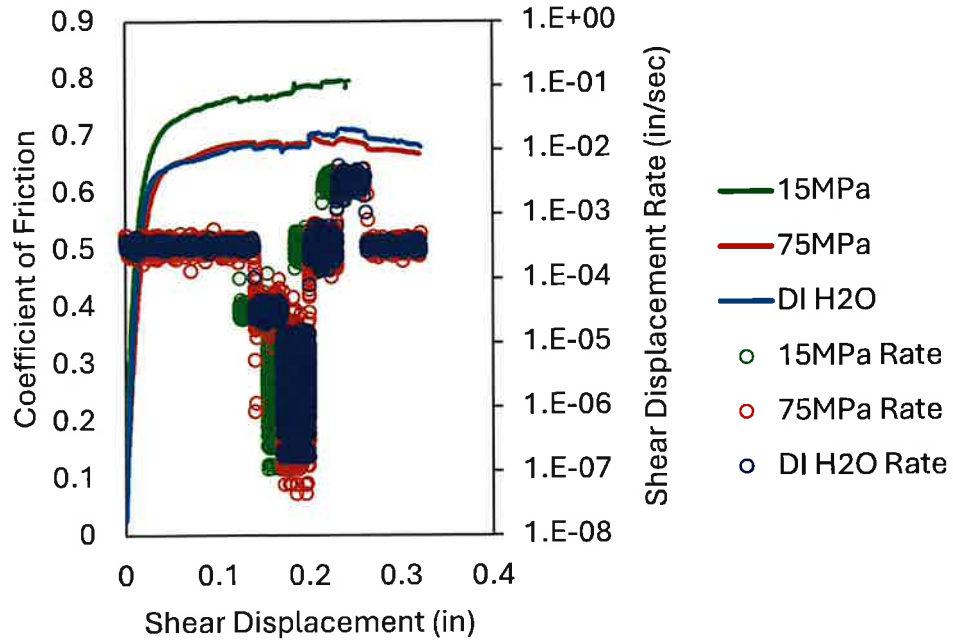 0.9
0.8
0.7
0.6
0.5
0.4
0.3
0.2
0.1
0
Coefficient of Friction
1.E+00
1.E-01
1.E-02
1.E-03
1.E-04
1.E-05
1.E-06
1.E-07
1.E-08
Shear Displacement Rate (in/sec)
0
0.1
0.2
0.3
0.4
Shear Displacement (in)
15MPa
75MPa
DI H2O
15MPa Rate
75MPa Rate
DI H2O Rate